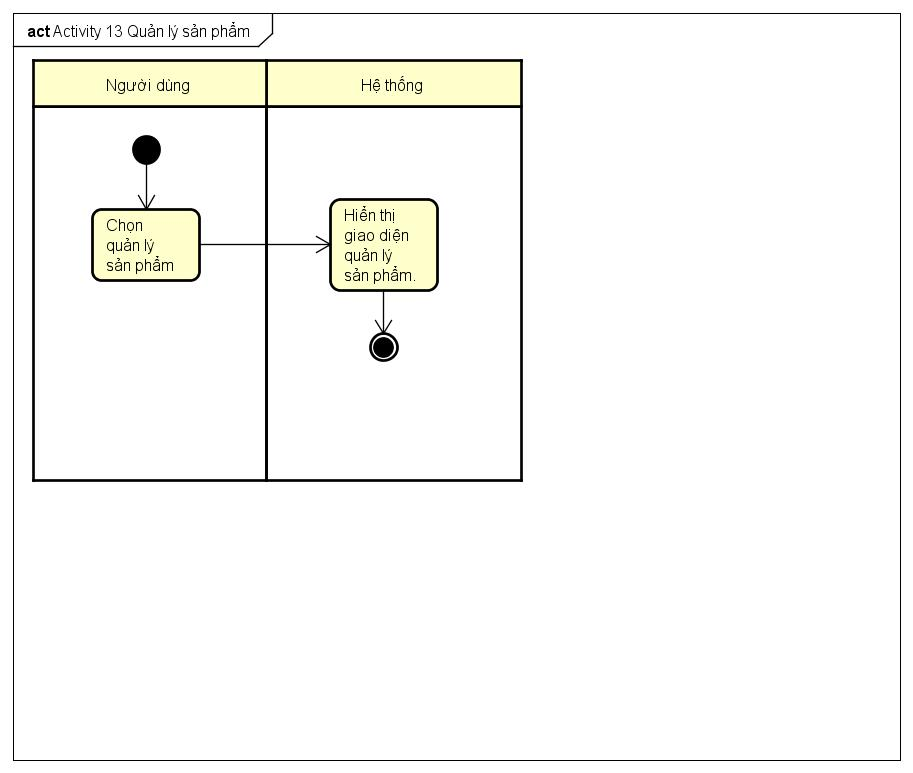 act Activity 13 Quản lý sản phẩm
Người dùng
Hệ thống
Chọn
quản lý
sản phẩm
Hiển thị
giao diện
quản lý
sản phẩm.